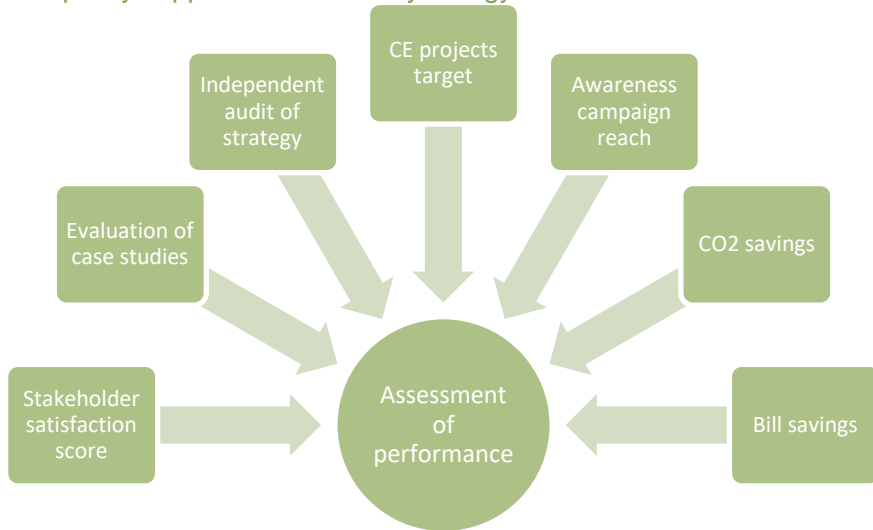 CE projects
target
Independent
audit of
strategy
Awareness
campaign
reach
Evaluation of
case studies
CO2 savings
Stakeholder
satisfaction
score
Assessment
of
performance
Bill savings